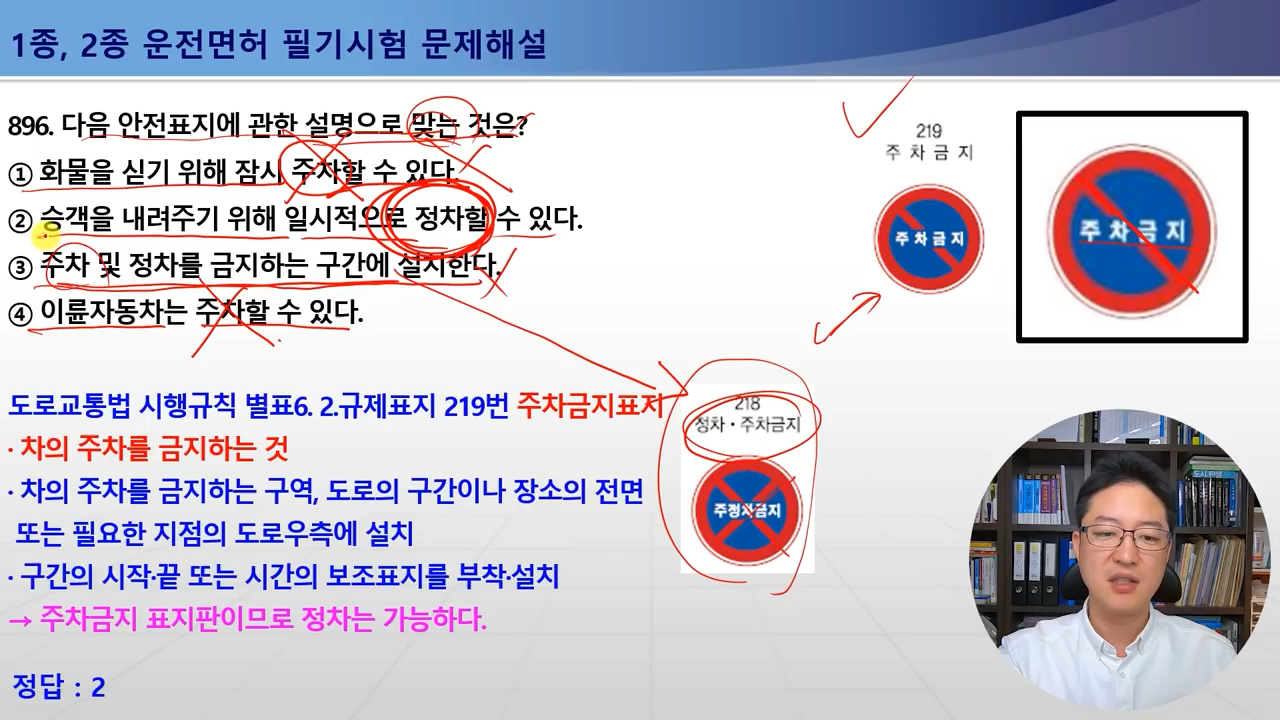 1종, 2종 운전면허 필기시험 문제해설
896. 다음 안전표지에 관한 설명으로 맞는 것은?
① 화물을 싣기 위해 잠시 주차할 수 있다.
② 승객을 내려주기 위해 일시적으로 정차할 수 있다.
③ 주차 및 정차를 금지하는 구간에 설치한다.
④ 이륜자동차는 주차할 수 있다.
219
주 차 금 지
주차금지
주차금지
도로교통법 시행규칙 별표6. 2.규제표지 219번 주차금지표지
· 차의 주차를 금지하는 것
· 차의 주차를 금지하는 구역, 도로의 구간이나 장소의 전면
또는 필요한 지점의 도로우측에 설치
· 구간의 시작·끝 또는 시간의 보조표지를 부착·설치
→ 주차금지 표지판이므로 정차는 가능하다.
218
정차·주차금지
주정차금지
정답 : 2